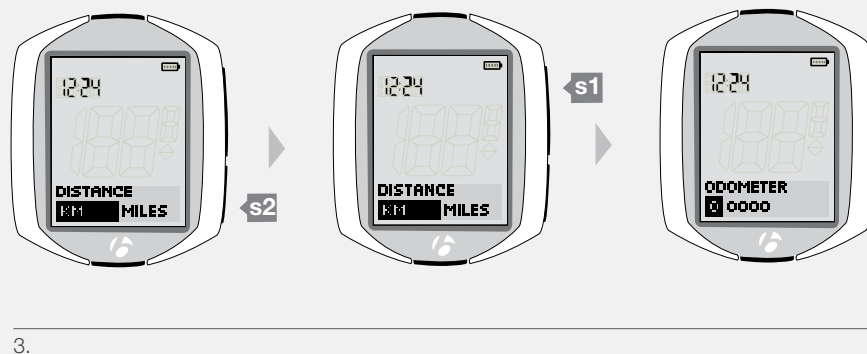 12:24
DISTANCE
KM MILES
s2
12:24
s1
DISTANCE
KM MILES
12:24
ODOMETER
0 0000
3.